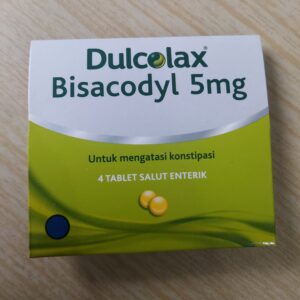 Dulcolax®
Bisacodyl 5mg
Untuk mengatasi konstipasi
4 TABLET SALUT ENTERIK